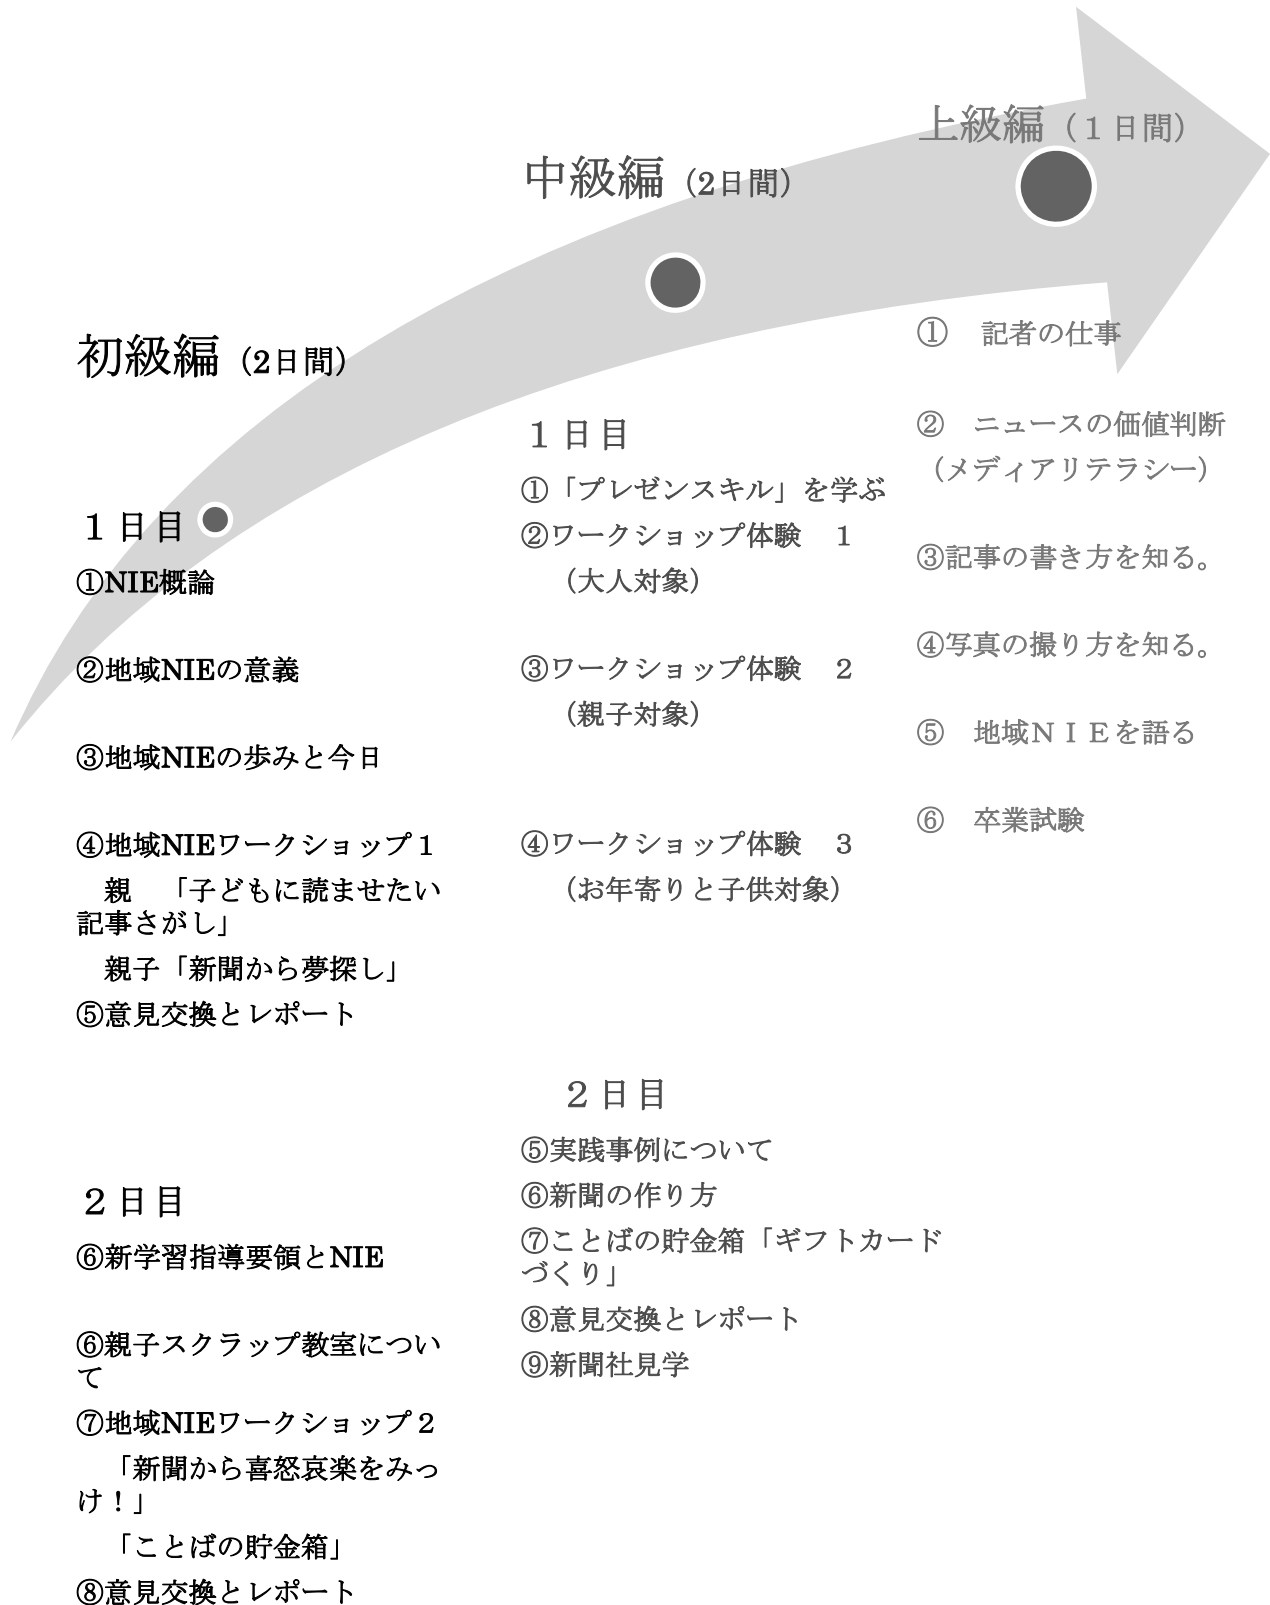 初級編（2日間）
１日目
①NIE概論
②地域NIEの意義
③地域NIEの歩みと今日
④地域NIEワークショップ１
　親　「子どもに読ませたい
記事さがし」
　親子「新聞から夢探し」
⑤意見交換とレポート
２日目
⑥新学習指導要領とNIE
⑥親子スクラップ教室につい
て
⑦地域NIEワークショップ２
　「新聞から喜怒哀楽をみっ
け！」
　「ことばの貯金箱」
⑧意見交換とレポート
中級編（2日間）
１日目
①「プレゼンスキル」を学ぶ
②ワークショップ体験　１
　（大人対象）
③ワークショップ体験　２
　（親子対象）
④ワークショップ体験　３
　（お年寄りと子供対象）
２日目
⑤実践事例について
⑥新聞の作り方
⑦ことばの貯金箱「ギフトカード
づくり」
⑧意見交換とレポート
⑨新聞社見学
上級編（１日間）
①　記者の仕事
②　ニュースの価値判断
（メディアリテラシー）
③記事の書き方を知る。
④写真の撮り方を知る。
⑤　地域ＮＩＥを語る
⑥　卒業試験